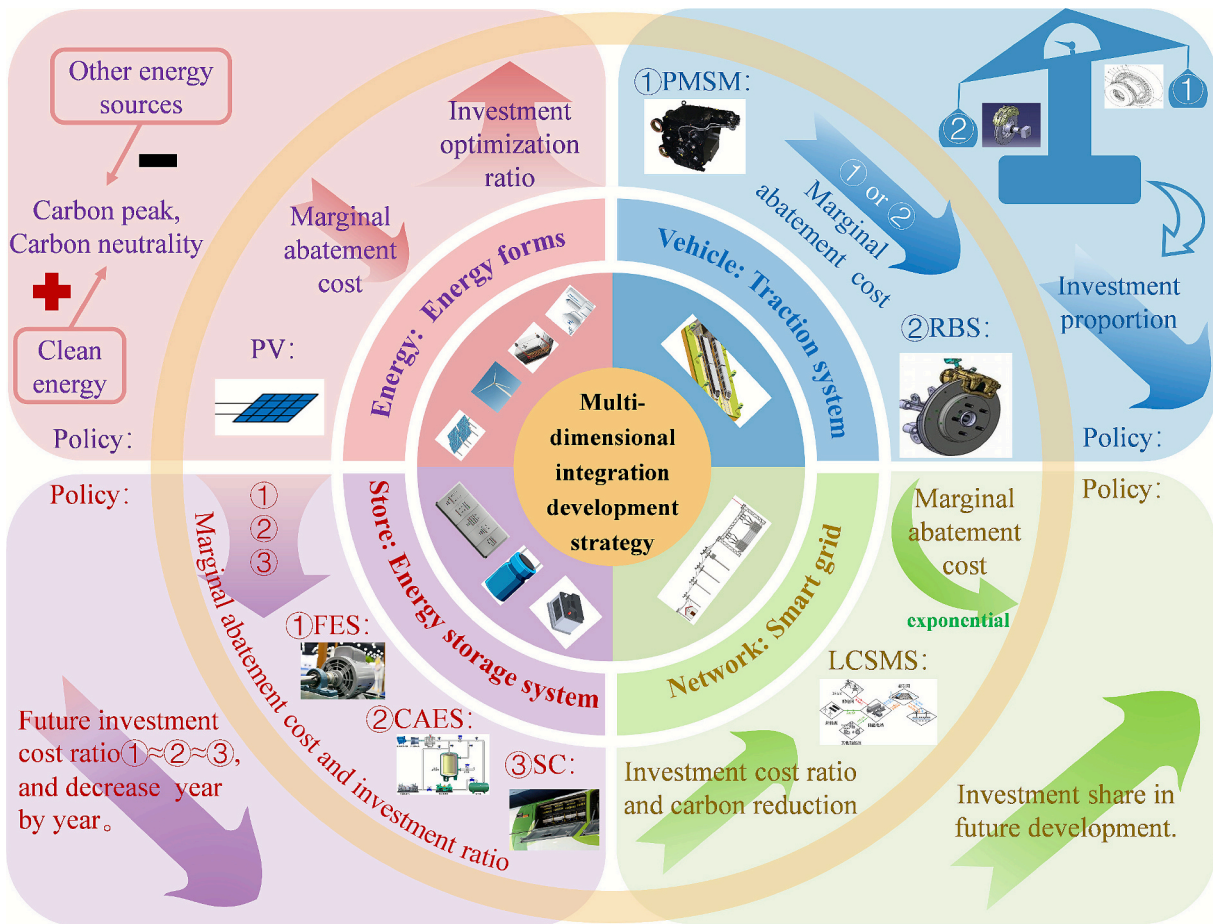 Other energy
sources
Carbon peak,
Carbon neutrality
Clean
energy
Policy:
PV:
Marginal
abatement
cost
Investment
optimization
ratio
Energy: Energy forms
①PMSM:
① or ②
Marginal
abatement cost
②
①
Vehicle: Traction system
②RBS:
Investment
proportion
Policy:
Multi-
dimensional
integration
development
strategy
Policy:
①
②
③
Marginal abatement cost and investment ratio
Store: Energy storage system
①FES:
②CAES:
③SC:
Future investment
cost ratio①≈②≈③,
and decrease year
by year。
Network: Smart grid
Marginal
abatement
cost
exponential
Policy:
LCSMS:
Investment cost ratio
and carbon reduction
Investment share in
future development.